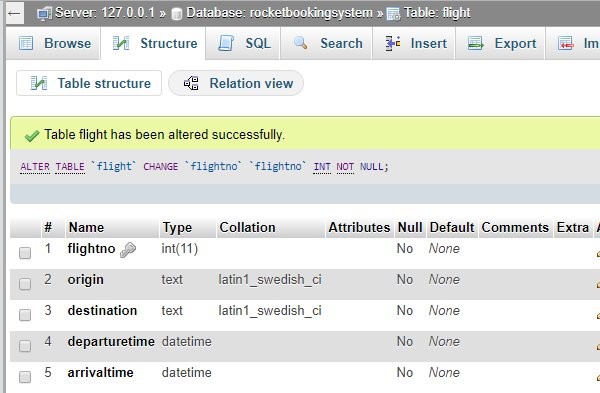 Server: 127.0.0.1 » Database: rocketbookingsystem » Table: flight
Browse Structure SQL Search Insert Export Im
Table structure Relation view
Table flight has been altered successfully.
ALTER TABLE `flight` CHANGE `flightno` `flightno` INT NOT NULL;
# Name Type Collation Attributes Null Default Comments Extra A
1 flightno int(11) No None
2 origin text latin1_swedish_ci No None
3 destination text latin1_swedish_ci No None
4 departuretime datetime No None
5 arrivaltime datetime No None